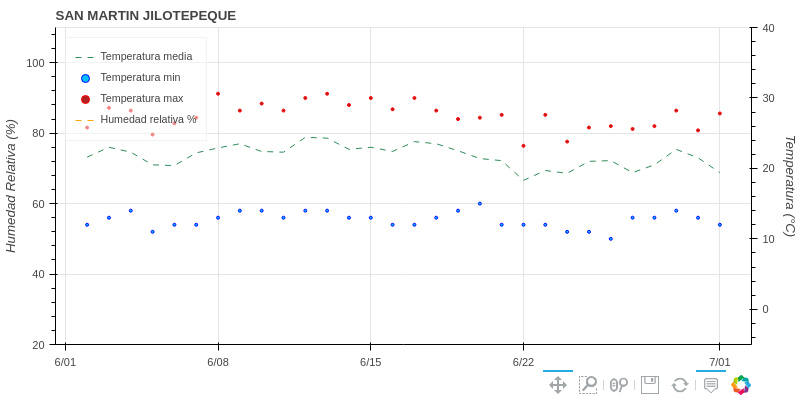 SAN MARTIN JILOTEPEQUE
Temperatura media
Temperatura min
Temperatura max
Humedad relativa %
Humedad Relativa (%)
100
80
60
40
20
Temperatura (°C)
40
30
20
10
0
6/01
6/08
6/15
6/22
7/01